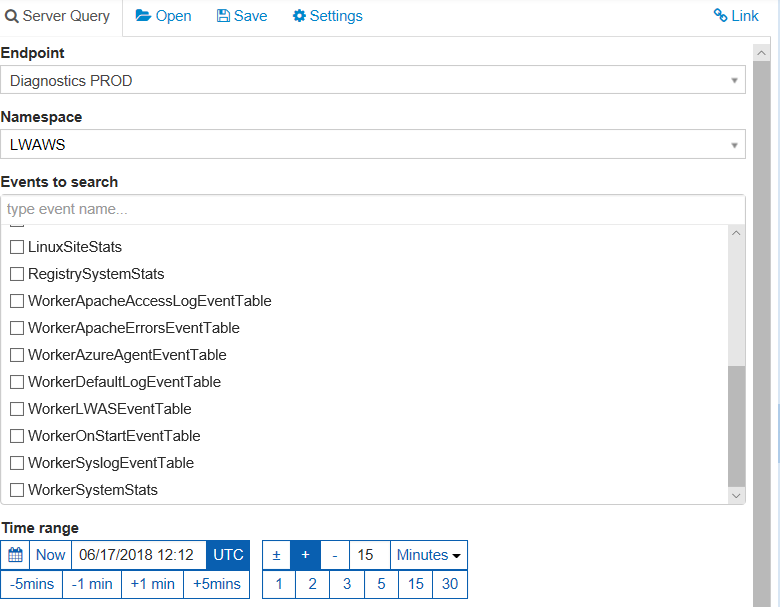 Server Query Open Save Settings Link
Endpoint
Diagnostics PROD
Namespace
LWAWS
Events to search
type event name...
LinuxSiteStats
RegistrySystemStats
WorkerApacheAccessLogEventTable
WorkerApacheErrorsEventTable
WorkerAzureAgentEventTable
WorkerDefaultLogEventTable
WorkerLWASEventTable
WorkerOnStartEventTable
WorkerSyslogEventTable
WorkerSystemStats
Time range
Now 06/17/2018 12:12 UTC ± + - 15 Minutes
-5mins -1 min +1 min +5mins 1 2 3 5 15 30